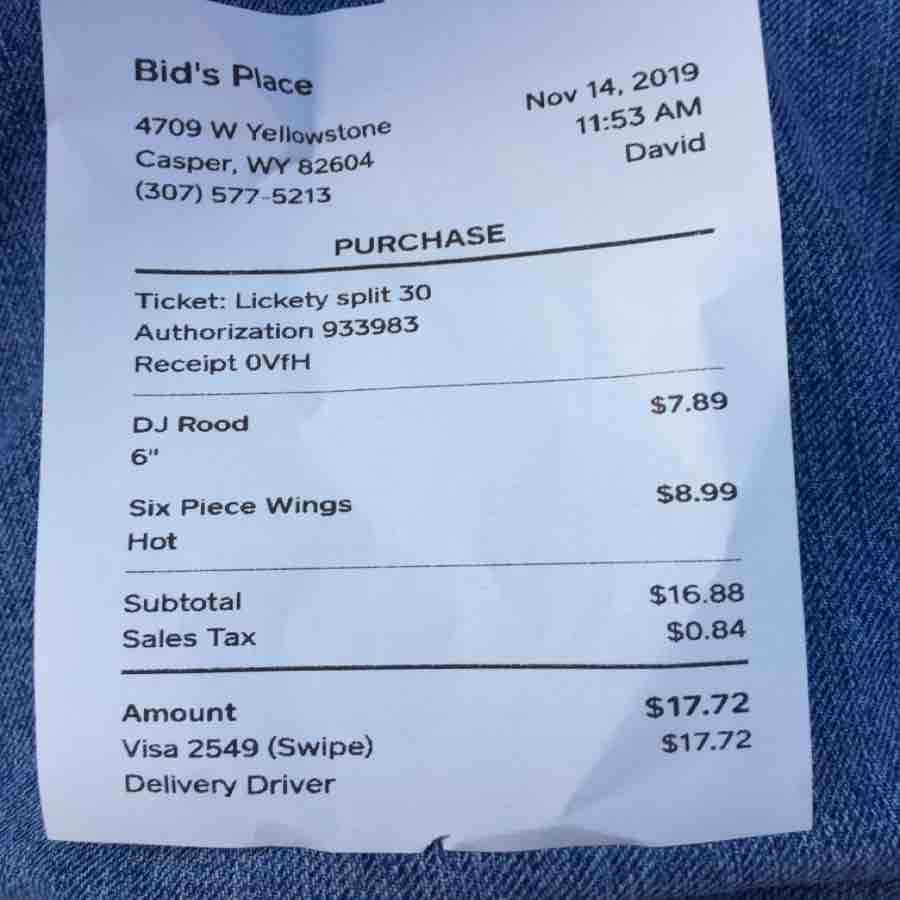 Bid's Place
4709 W Yellowstone
Casper, WY 82604
(307) 577-5213
Nov 14, 2019
11:53 AM
David
PURCHASE
Ticket: Lickety split 30
Authorization 933983
Receipt 0VfH
DJ Rood $7.89
6"
Six Piece Wings $8.99
Hot
Subtotal $16.88
Sales Tax $0.84
Amount $17.72
Visa 2549 (Swipe) $17.72
Delivery Driver